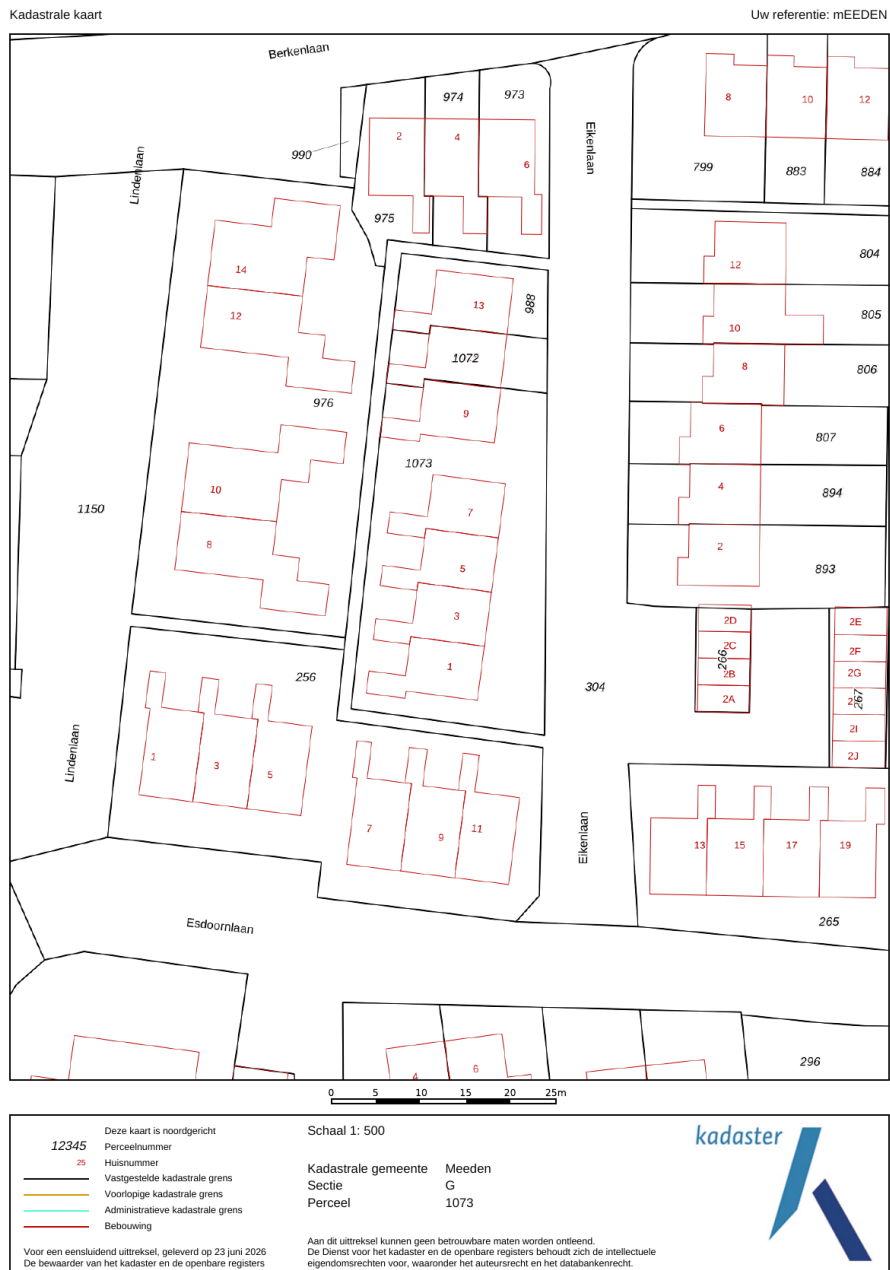 Kadastrale kaart
Uw referentie: mEEDEN
Berkenlaan
974
973
8
10
12
2
4
6
Eikenlaan
990
Lindenlaan
799
883
884
975
14
12
804
12
13
988
12
805
10
1072
8
806
976
9
6
807
1073
10
7
4
894
1150
8
5
2
893
3
2D
2E
2C
266
2F
1
2B
2G
256
304
2A
267
2I
2J
Lindenlaan
1
3
5
7
9
11
Eikenlaan
13
15
17
19
265
Esdoornlaan
4
6
296
0 5 10 15 20 25m
Deze kaart is noordgericht
12345 Perceelnummer
25 Huisnummer
Vastgestelde kadastrale grens
Voorlopige kadastrale grens
Administratieve kadastrale grens
Bebouwing
Voor een eensluidend uittreksel, geleverd op 23 juni 2026
De bewaarder van het kadaster en de openbare registers
Schaal 1: 500
Kadastrale gemeente Meeden
Sectie G
Perceel 1073
Aan dit uittreksel kunnen geen betrouwbare maten worden ontleend.
De Dienst voor het kadaster en de openbare registers behoudt zich de intellectuele
eigendomsrechten voor, waaronder het auteursrecht en het databankenrecht.
kadaster